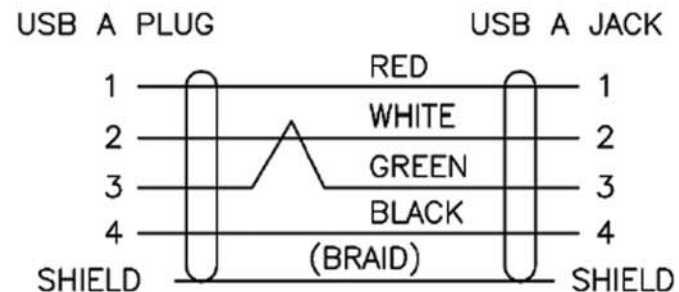 USB A PLUG USB A JACK
1 RED 1
2 WHITE 2
3 GREEN 3
4 BLACK 4
SHIELD (BRAID) SHIELD